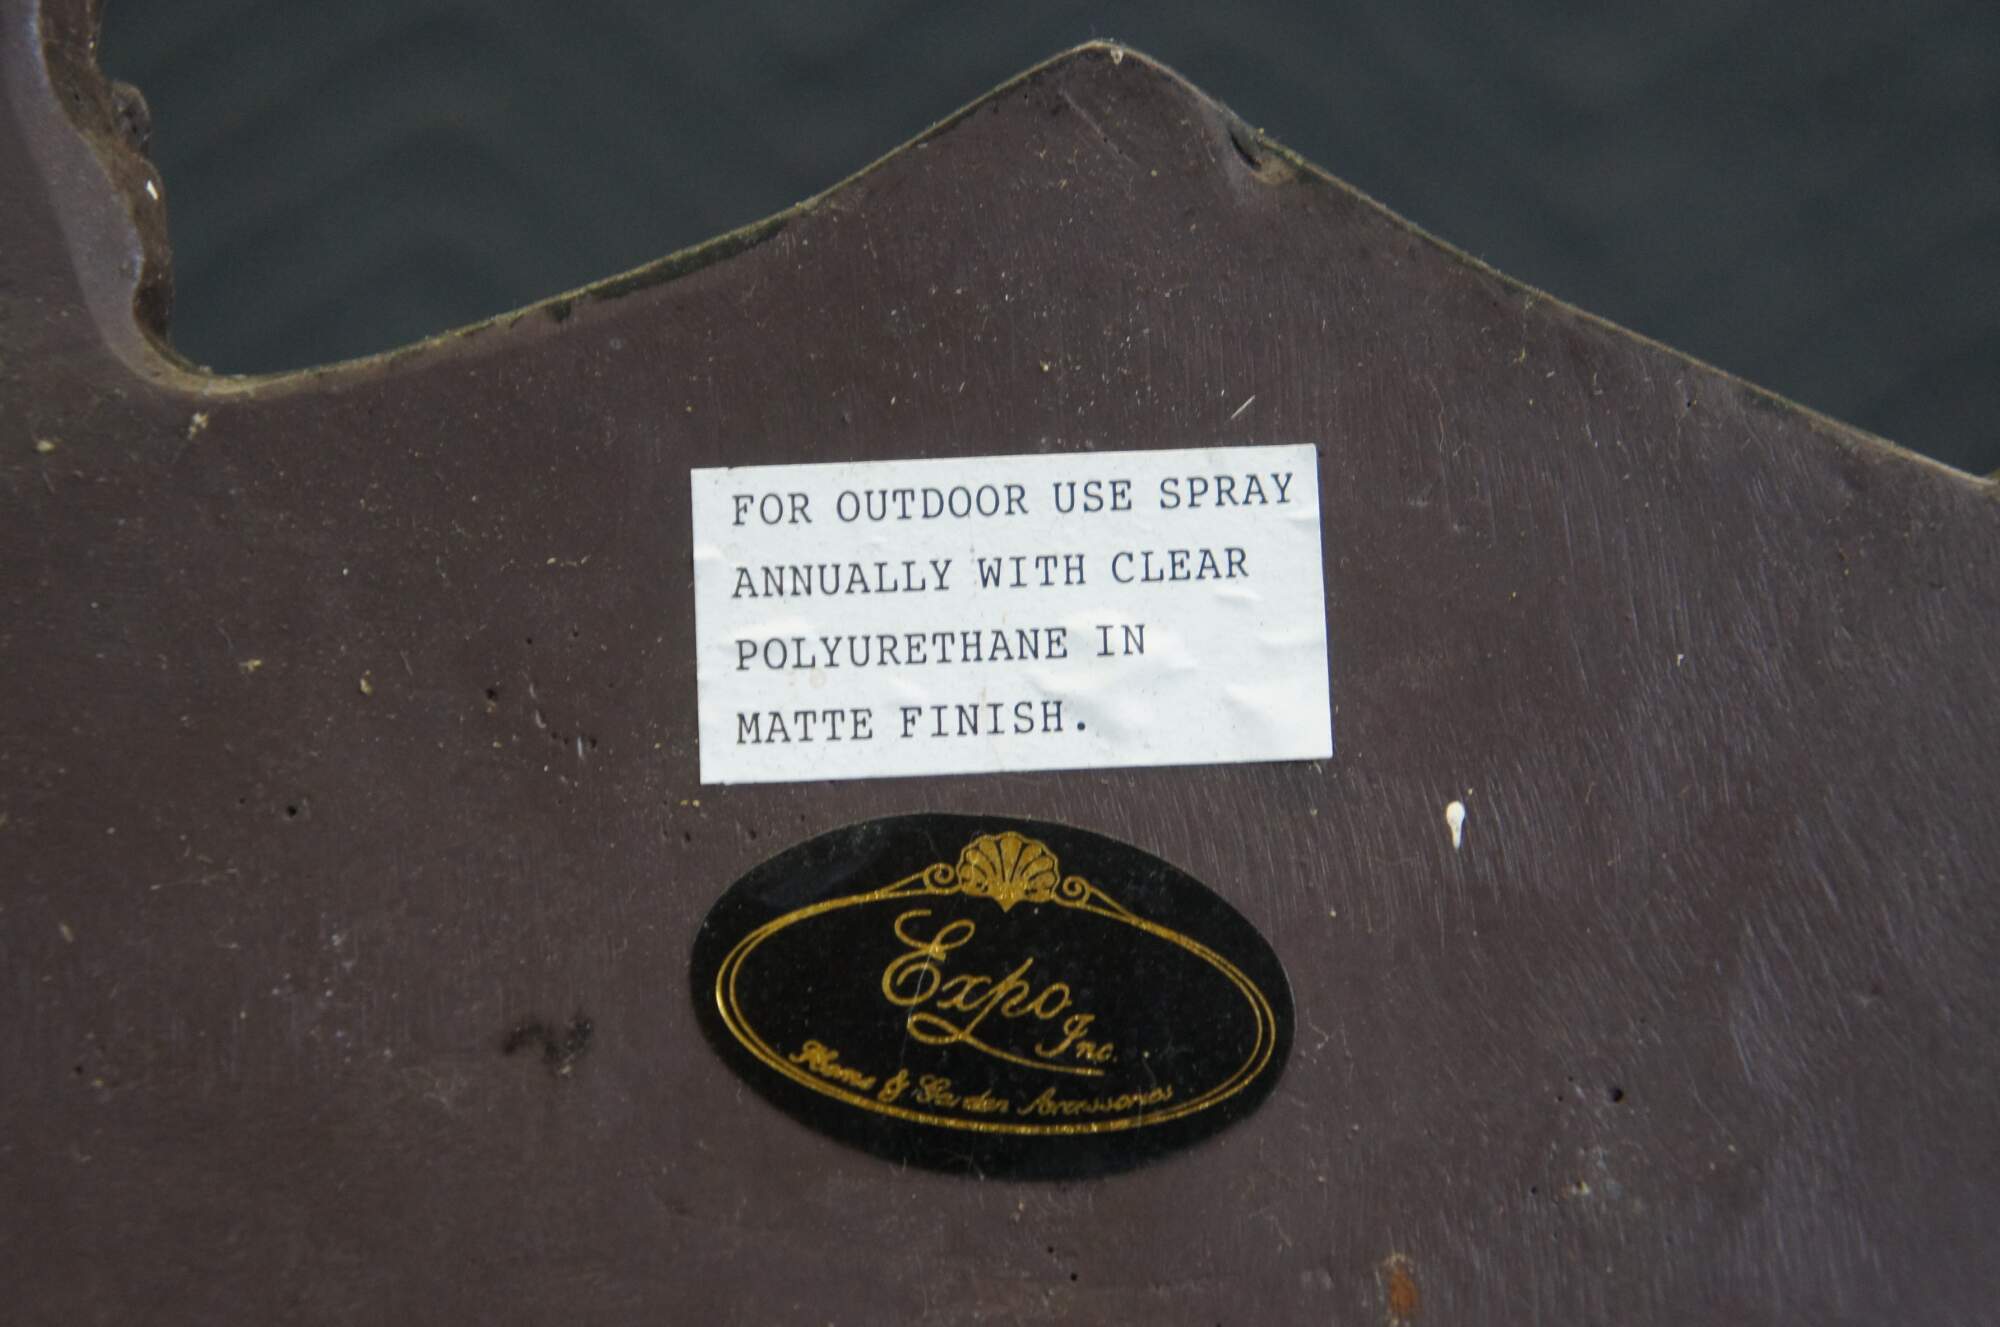 FOR OUTDOOR USE SPRAY
ANNUALLY WITH CLEAR
POLYURETHANE IN
MATTE FINISH.
Expo
Inc.
Home & Garden Accessories